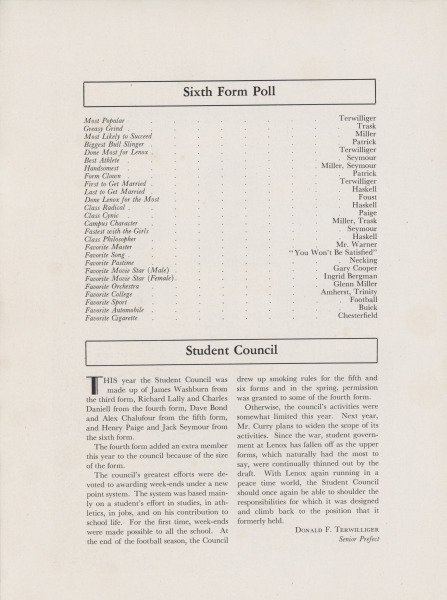 Sixth Form Poll
Most Popular . . . . . . . . Terwilliger
Greasy Grind . . . . . . . . Trask
Most Likely to Succeed . . . . . . . . Miller
Biggest Bull Slinger . . . . . . . . Patrick
Done Most for Lenox . . . . . . . . Terwilliger
Best Athlete . . . . . . . . Seymour
Handsomest . . . . . . . . Miller, Seymour
Form Clown . . . . . . . . Patrick
First to Get Married . . . . . . . . Terwilliger
Last to Get Married . . . . . . . . Haskell
Done Lenox for the Most . . . . . . . . Foust
Class Radical . . . . . . . . Haskell
Class Cynic . . . . . . . . Paige
Campus Character . . . . . . . . Miller, Trask
Fastest with the Girls . . . . . . . . Seymour
Class Philosopher . . . . . . . . Haskell
Favorite Master . . . . . . . . Mr. Warner
Favorite Song . . . . . . . . "You Won't Be Satisfied"
Favorite Pastime . . . . . . . . Necking
Favorite Movie Star (Male) . . . . . . . . Gary Cooper
Favorite Movie Star (Female) . . . . . . . . Ingrid Bergman
Favorite Orchestra . . . . . . . . Glenn Miller
Favorite College . . . . . . . . Amherst, Trinity
Favorite Sport . . . . . . . . Football
Favorite Automobile . . . . . . . . Buick
Favorite Cigarette . . . . . . . . Chesterfield
Student Council
THIS year the Student Council was
made up of James Washburn from
the third form, Richard Lally and Charles
Daniell from the fourth form, Dave Bond
and Alex Chalufour from the fifth form,
and Henry Paige and Jack Seymour from
the sixth form.
The fourth form added an extra member
this year to the council because of the size
of the form.
The council's greatest efforts were de-
voted to awarding week-ends under a new
point system. The system was based main-
ly on a student's effort in studies, in ath-
letics, in jobs, and on his contribution to
school life. For the first time, week-ends
were made possible to all the school. At
the end of the football season, the Council
drew up smoking rules for the fifth and
six forms and in the spring, permission
was granted to some of the fourth form.
Otherwise, the council's activities were
somewhat limited this year. Next year,
Mr. Curry plans to widen the scope of its
activities. Since the war, student govern-
ment at Lenox has fallen off as the upper
forms, which naturally had the most to
say, were continually thinned out by the
draft. With Lenox again running in a
peace time world, the Student Council
should once again be able to shoulder the
responsibilities for which it was designed
and climb back to the position that it
formerly held.
DONALD F. TERWILLIGER
Senior Prefect